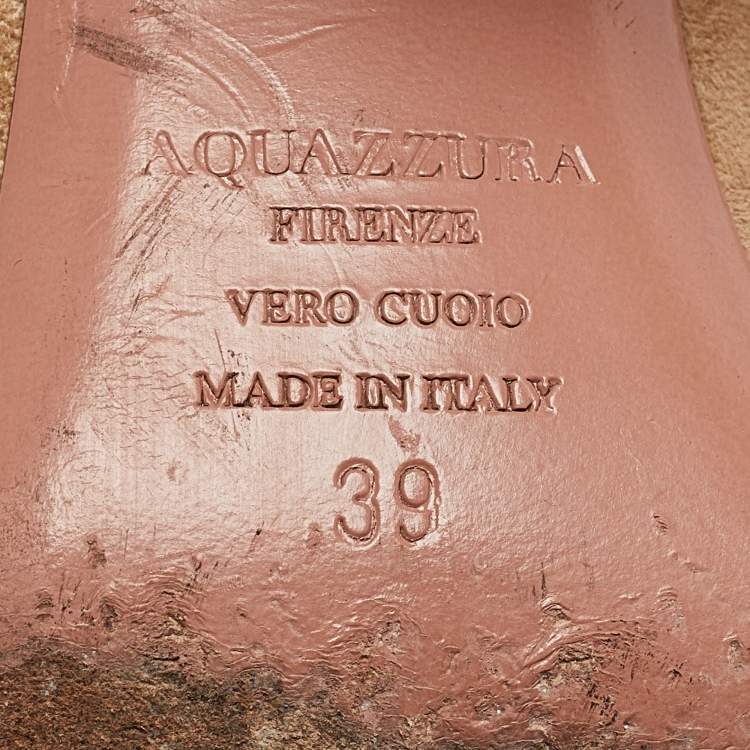 AQUAZZURA
FIRENZE
VERO CUOIO
MADE IN ITALY
39